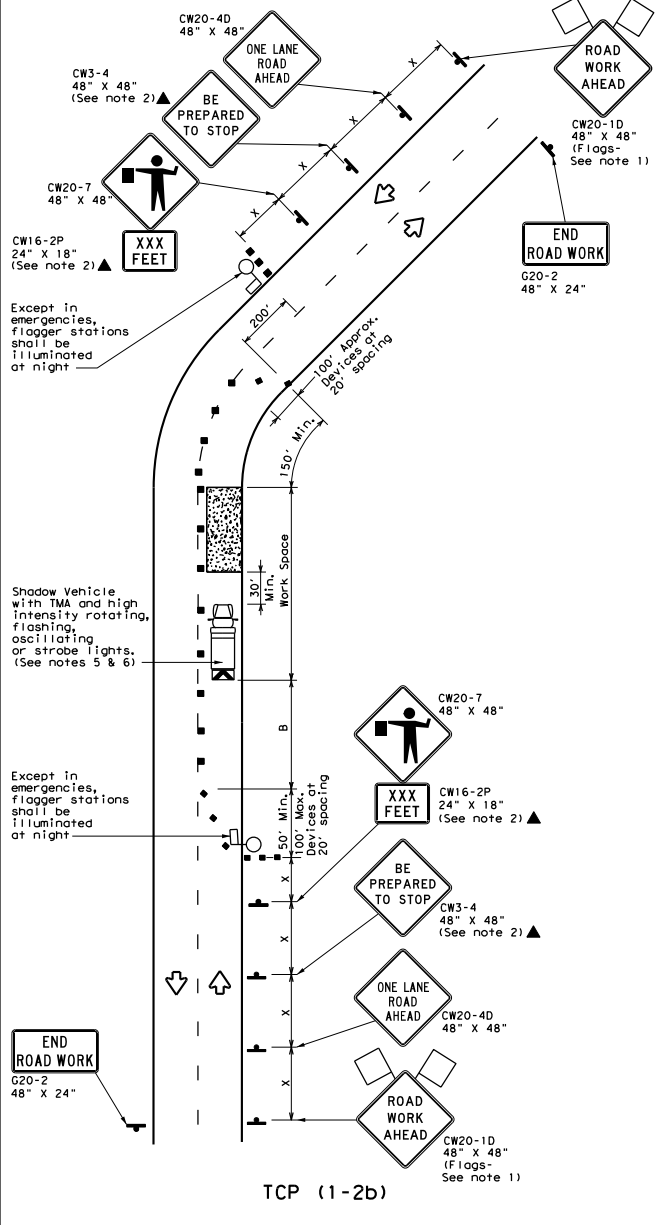 CW20-4D
48" X 48"
ONE LANE
ROAD
AHEAD
CW3-4
48" X 48"
(See note 2)
BE
PREPARED
TO STOP
CW20-7
48" X 48"
CW16-2P
24" X 18"
(See note 2)
XXX
FEET
X
X
X
X
ROAD
WORK
AHEAD
CW20-1D
48" X 48"
(Flags-
See note 1)
END
ROAD WORK
G20-2
48" X 24"
Except in
emergencies,
flagger stations
shall be
illuminated
at night
200'
100' Approx.
Devices at
20' spacing
150' Min.
Work Space
30'
Min.
Shadow Vehicle
with TMA and high
intensity rotating,
flashing,
oscillating
or strobe lights.
(See notes 5 & 6)
B
50' Min.
100' Max.
Devices at
20' spacing
Except in
emergencies,
flagger stations
shall be
illuminated
at night
CW20-7
48" X 48"
XXX
FEET
CW16-2P
24" X 18"
(See note 2)
BE
PREPARED
TO STOP
CW3-4
48" X 48"
(See note 2)
ONE LANE
ROAD
AHEAD
CW20-4D
48" X 48"
X
X
X
X
ROAD
WORK
AHEAD
CW20-1D
48" X 48"
(Flags-
See note 1)
END
ROAD WORK
G20-2
48" X 24"
TCP (1-2b)